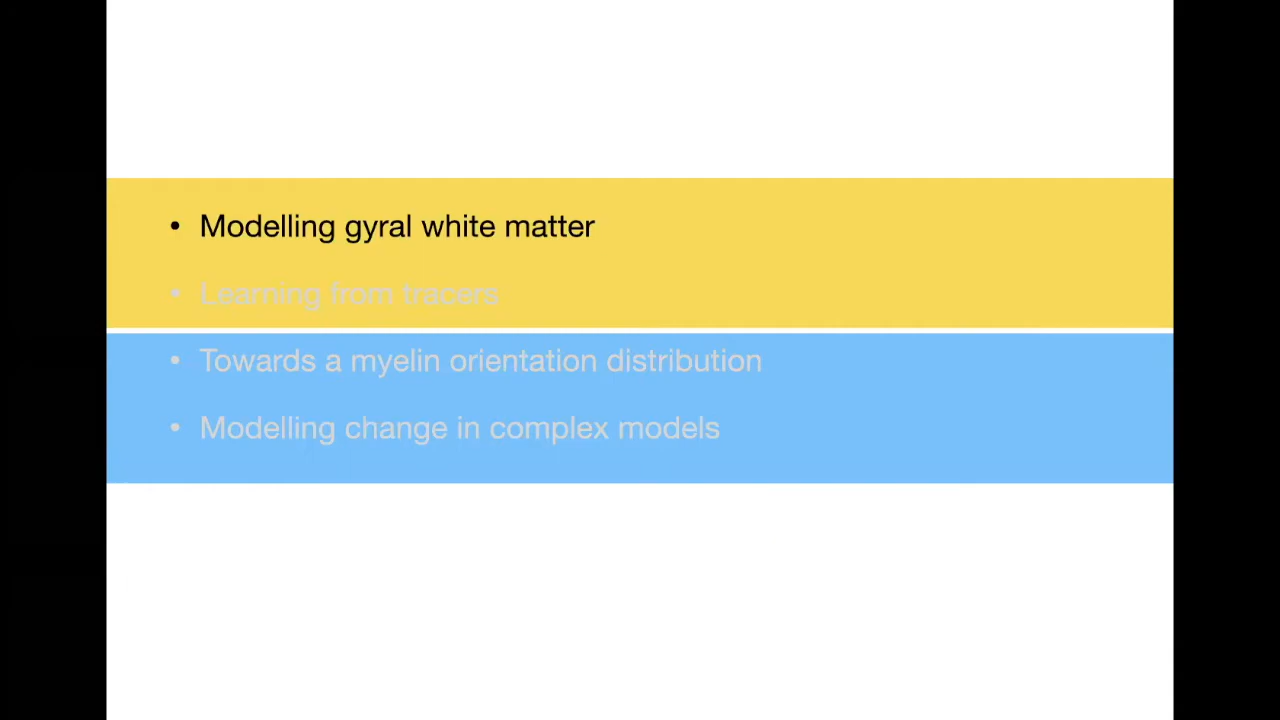 • Modelling gyral white matter
• Learning from tracers
• Towards a myelin orientation distribution
• Modelling change in complex models